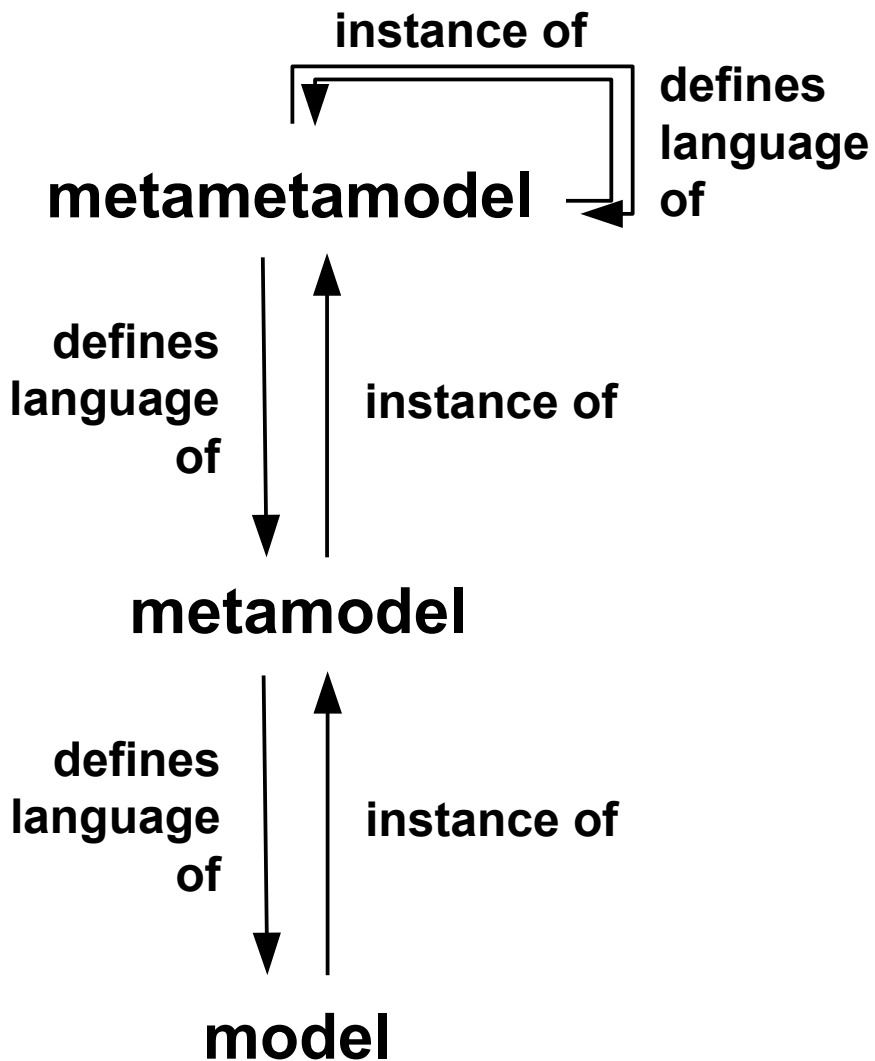 instance of
defines
language
of
metametamodel
defines
language
of
instance of
metamodel
defines
language
of
instance of
model